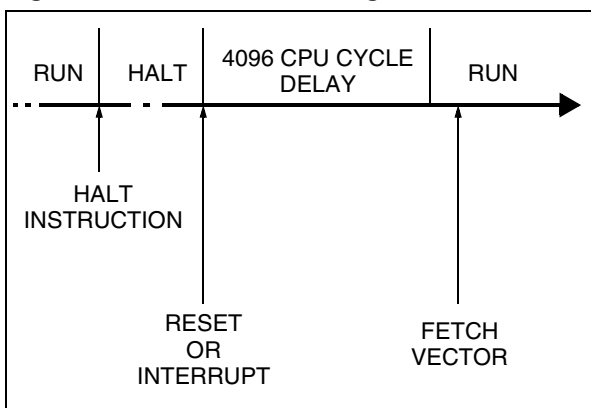 RUN
HALT
4096 CPU CYCLE
DELAY
RUN
HALT
INSTRUCTION
RESET
OR
INTERRUPT
FETCH
VECTOR